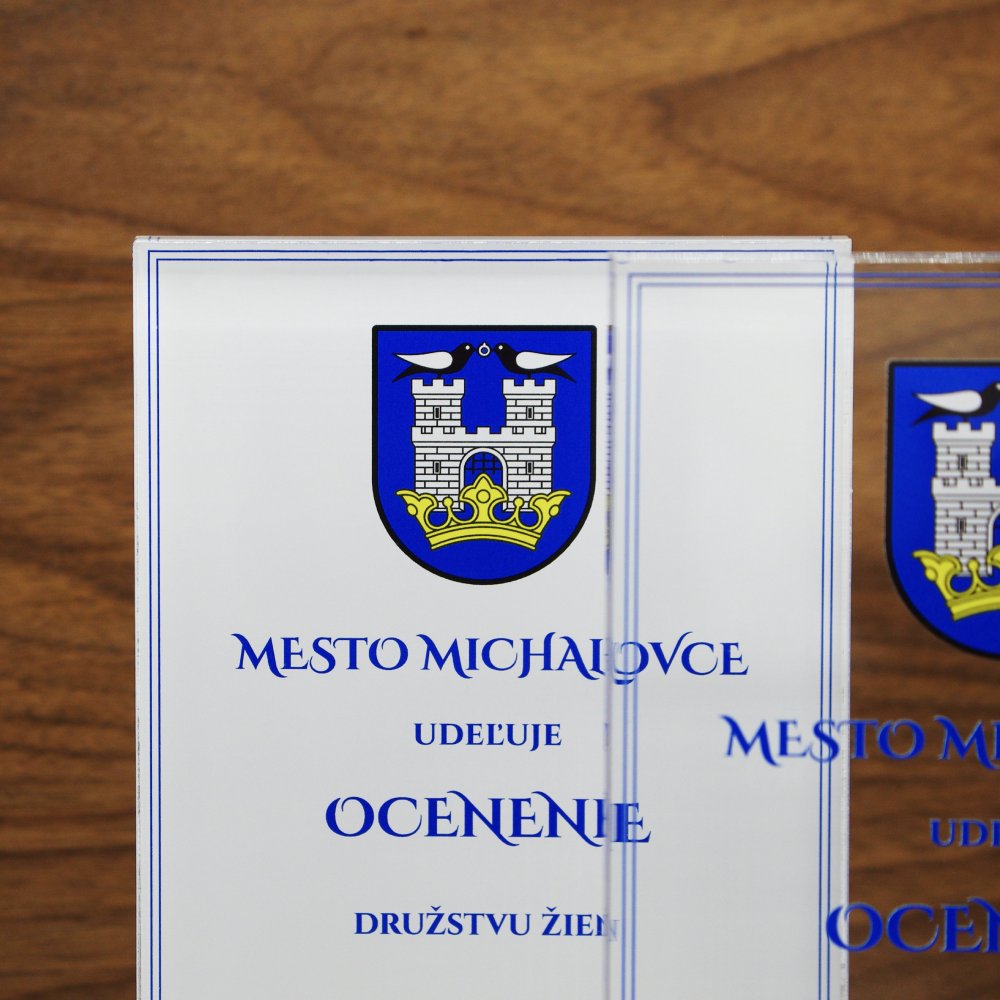 MESTO MICHALOVCE
UDEĽUJE
OCENENIE
DRUŽSTVU ŽIEN
MESTO
OCEN